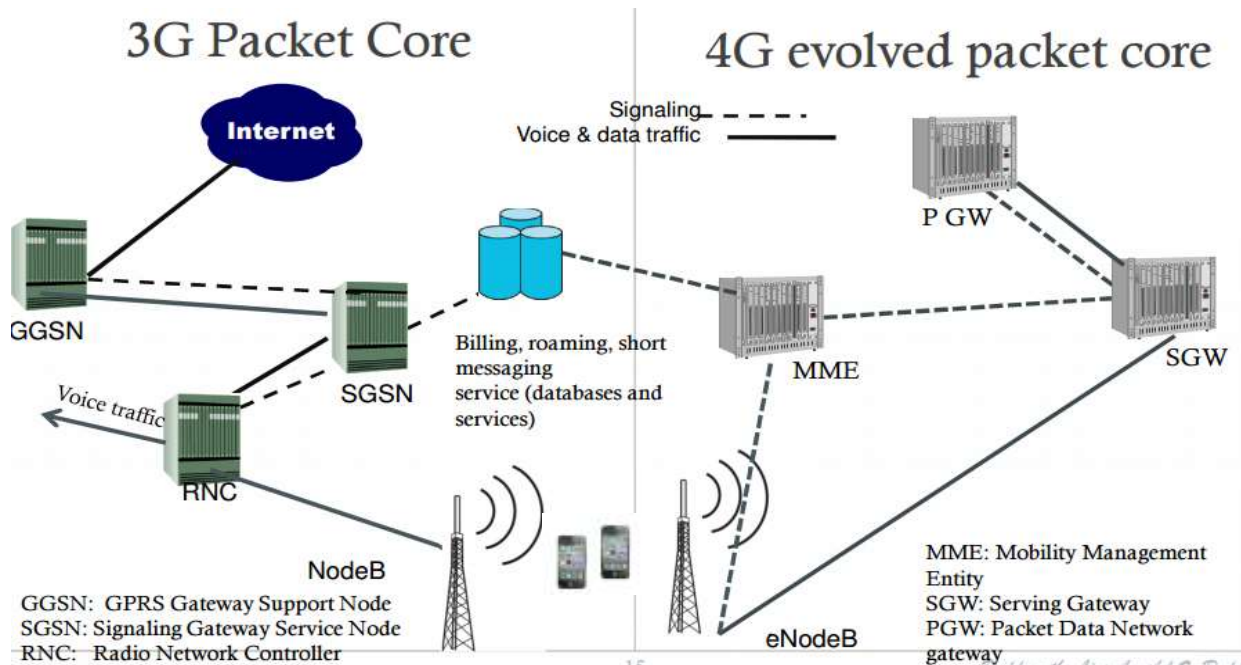 3G Packet Core
4G evolved packet core
Signaling
Voice & data traffic
Internet
P GW
GGSN
SGSN
Billing, roaming, short
messaging
service (databases and
services)
MME
SGW
Voice traffic
RNC
NodeB
eNodeB
GGSN: GPRS Gateway Support Node
SGSN: Signaling Gateway Service Node
RNC: Radio Network Controller
MME: Mobility Management
Entity
SGW: Serving Gateway
PGW: Packet Data Network
gateway